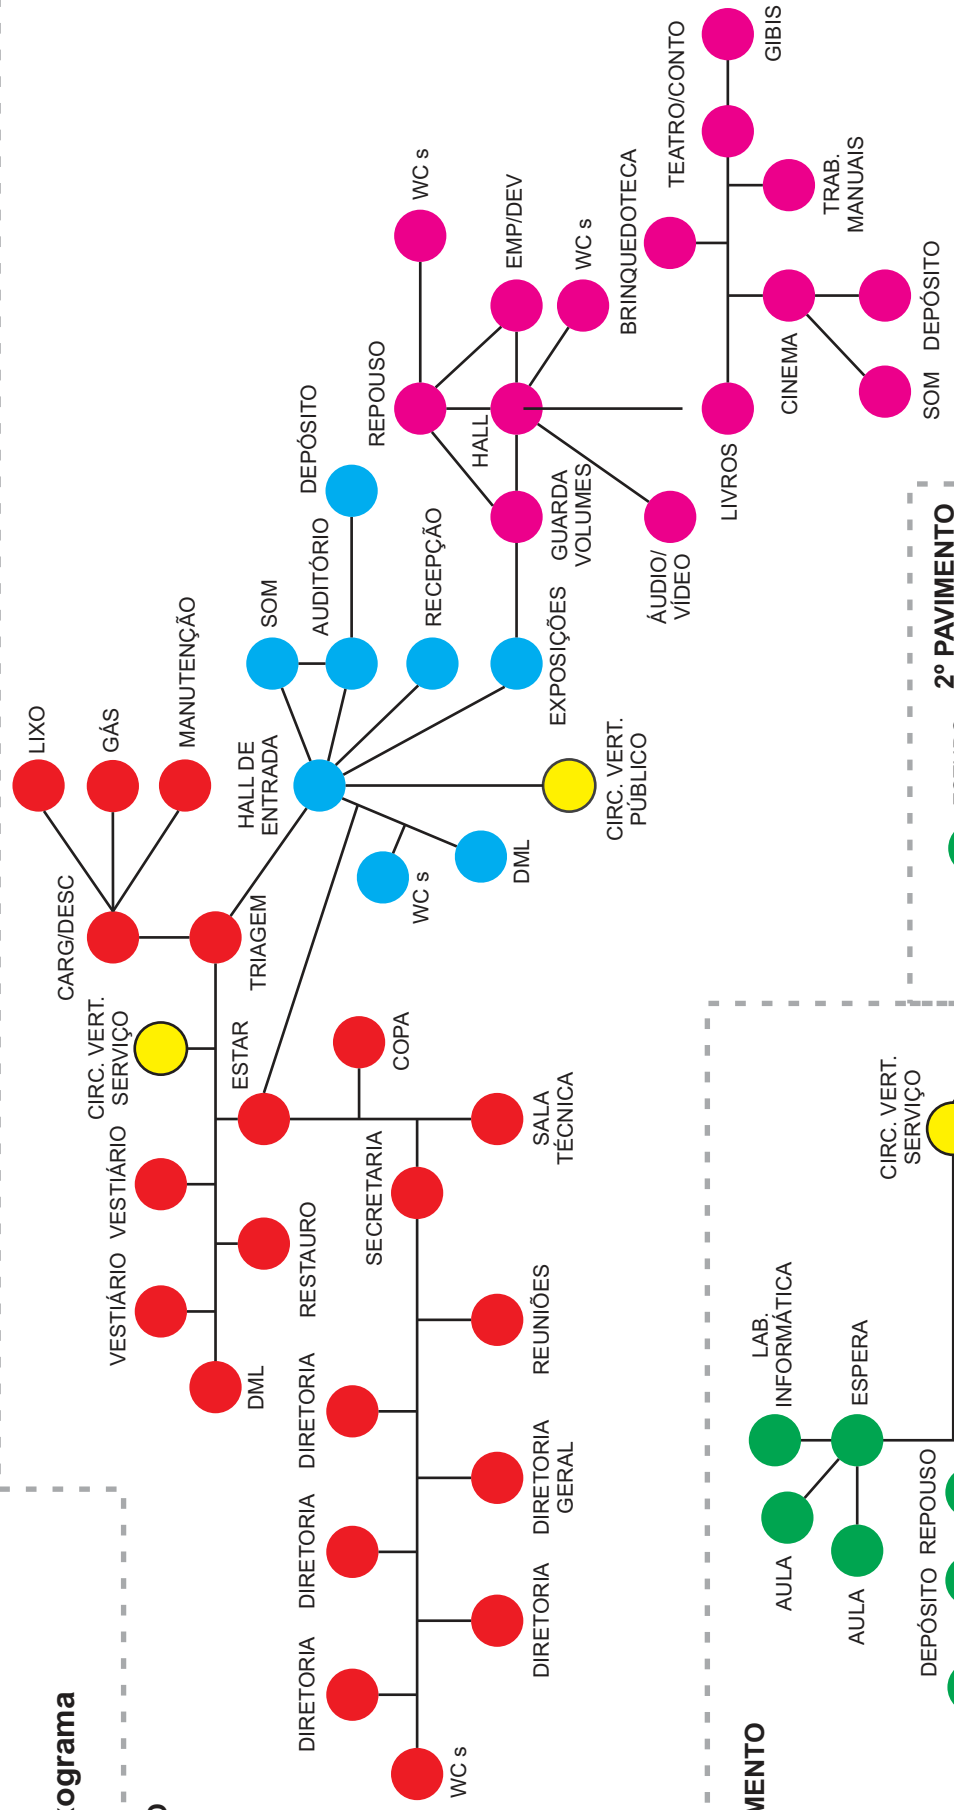 LIXO
xograma
CARG/DESC
GÁS
CIRC. VERT.
SERVIÇO
VESTIÁRIO
VESTIÁRIO
MANUTENÇÃO
O
ESTAR
DML
TRIAGEM
HALL DE
ENTRADA
SOM
RESTAURO
DIRETORIA
DIRETORIA
DIRETORIA
AUDITÓRIO
DEPÓSITO
SECRETARIA
REPOUSO
COPA
WC s
RECEPÇÃO
WC s
WC s
HALL
EMP/DEV
DML
DIRETORIA
DIRETORIA
GERAL
REUNIÕES
SALA
TÉCNICA
EXPOSIÇÕES
GUARDA
VOLUMES
WC s
CIRC. VERT.
PÚBLICO
BRINQUEDOTECA
ÁUDIO/
VÍDEO
TEATRO/CONTO
LIVROS
GIBIS
CINEMA
TRAB.
MANUAIS
SOM
DEPÓSITO
MENTO
LAB.
INFORMÁTICA
AULA
ESPERA
AULA
CIRC. VERT.
SERVIÇO
DEPÓSITO
REPOUSO
2º PAVIMENTO